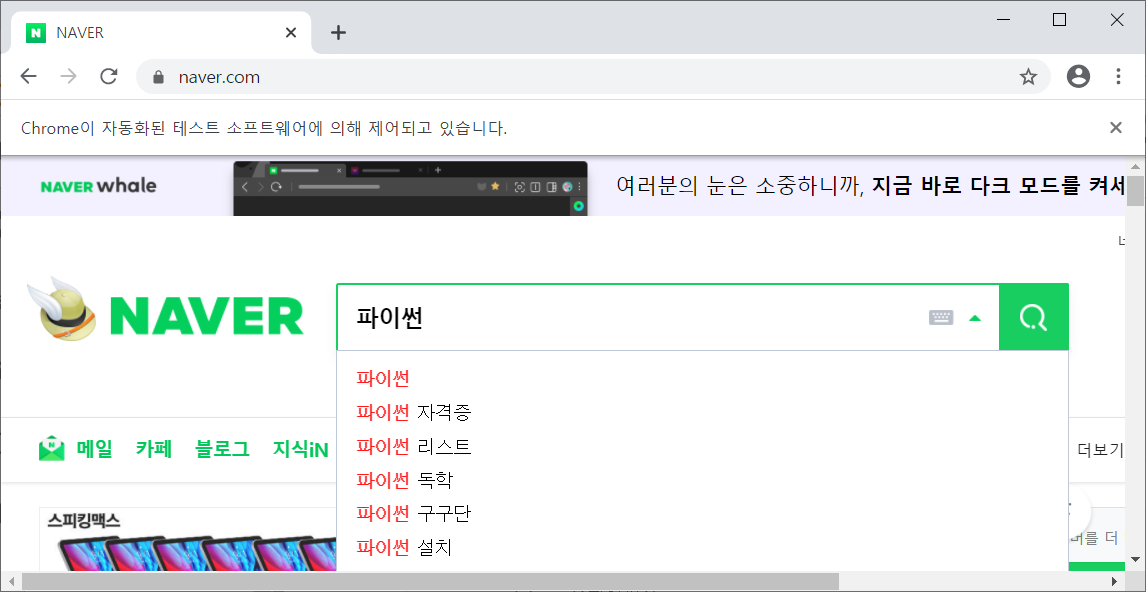 NAVER
naver.com
Chrome이 자동화된 테스트 소프트웨어에 의해 제어되고 있습니다.
NAVER whale
여러분의 눈은 소중하니까, 지금 바로 다크 모드를 켜세
NAVER
파이썬
파이썬
파이썬 자격증
파이썬 리스트
파이썬 독학
파이썬 구구단
파이썬 설치
메일 카페 블로그 지식iN 더보기
스피킹맥스
를 더